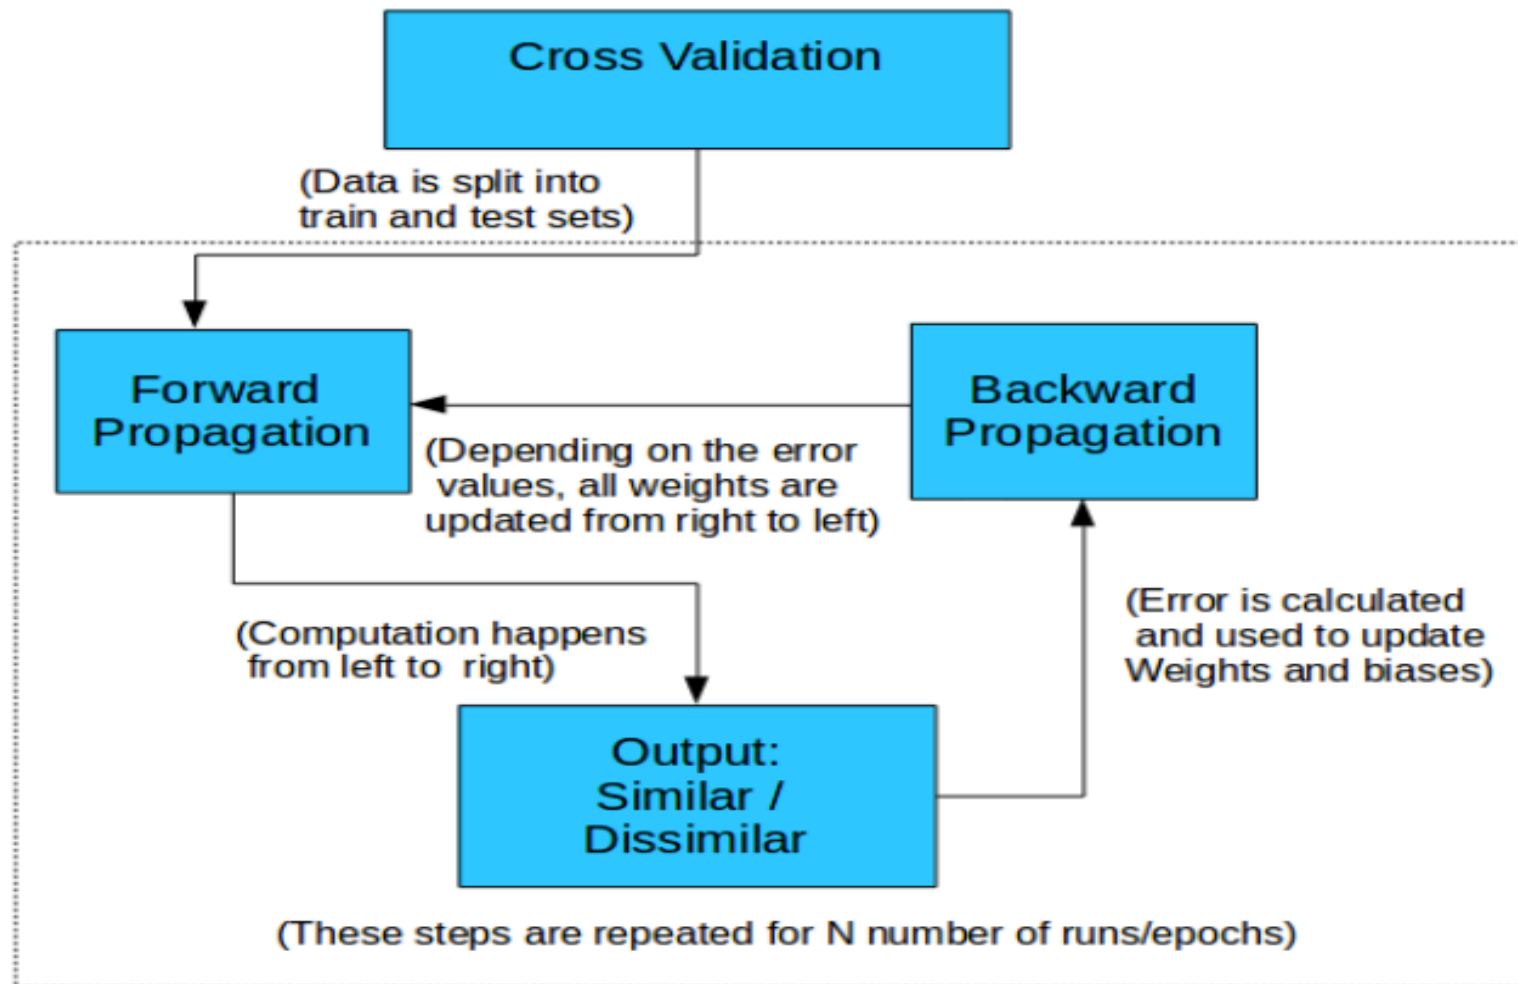 Cross Validation
(Data is split into
train and test sets)
Forward
Propagation
Backward
Propagation
(Depending on the error
values, all weights are
updated from right to left)
(Computation happens
from left to  right)
(Error is calculated
and used to update
Weights and biases)
Output:
Similar /
Dissimilar
(These steps are repeated for N number of runs/epochs)